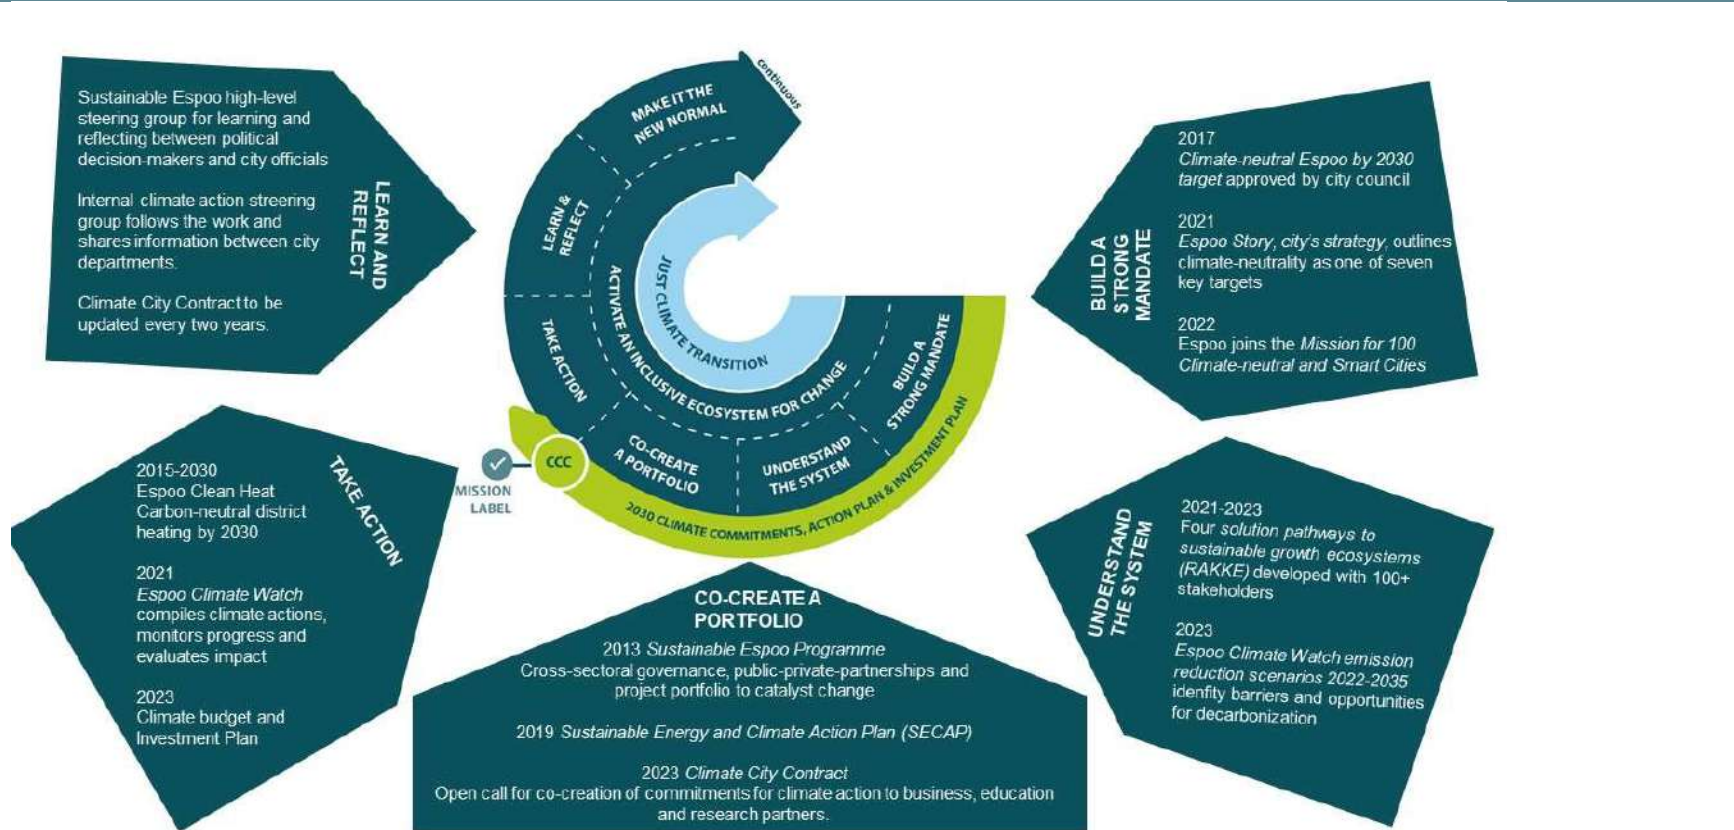 Sustainable Espoo high-level
steering group for learning and
reflecting between political
decision-makers and city officials
Internal climate action streering
group follows the work and
shares information between city
departments.
Climate City Contract to be
updated every two years.
LEARN AND
REFLECT
2015-2030
Espoo Clean Heat
Carbon-neutral district
heating by 2030
2021
Espoo Climate Watch
compiles climate actions,
monitors progress and
evaluates impact
2023
Climate budget and
Investment Plan
TAKE ACTION
continuous
MAKE IT THE
NEW NORMAL
LEARN &
REFLECT
TAKE ACTION
CO-CREATE
A PORTFOLIO
UNDERSTAND
THE SYSTEM
BUILD A
STRONG MANDATE
ACTIVATE AN INCLUSIVE ECOSYSTEM FOR CHANGE
JUST CLIMATE TRANSITION
2030 CLIMATE COMMITMENTS, ACTION PLAN & INVESTMENT PLAN
CCC
MISSION
LABEL
CO-CREATE A
PORTFOLIO
2013 Sustainable Espoo Programme
Cross-sectoral governance, public-private-partnerships and
project portfolio to catalyst change
2019 Sustainable Energy and Climate Action Plan (SECAP)
2023 Climate City Contract
Open call for co-creation of commitments for climate action to business, education
and research partners.
BUILD A
STRONG
MANDATE
2017
Climate-neutral Espoo by 2030
target approved by city council
2021
Espoo Story, city's strategy, outlines
climate-neutrality as one of seven
key targets
2022
Espoo joins the Mission for 100
Climate-neutral and Smart Cities
UNDERSTAND
THE SYSTEM
2021-2023
Four solution pathways to
sustainable growth ecosystems
(RAKKE) developed with 100+
stakeholders
2023
Espoo Climate Watch emission
reduction scenarios 2022-2035
idenfity barriers and opportunities
for decarbonization